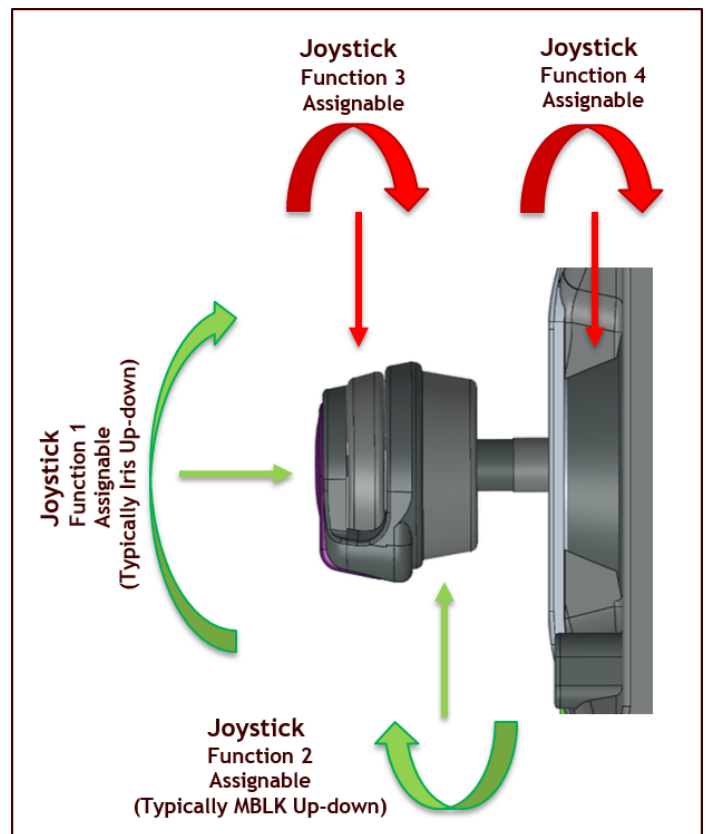 Joystick
Function 3
Assignable
Joystick
Function 4
Assignable
Joystick
Function 1
Assignable
(Typically Iris Up-down)
Joystick
Function 2
Assignable
(Typically MBLK Up-down)